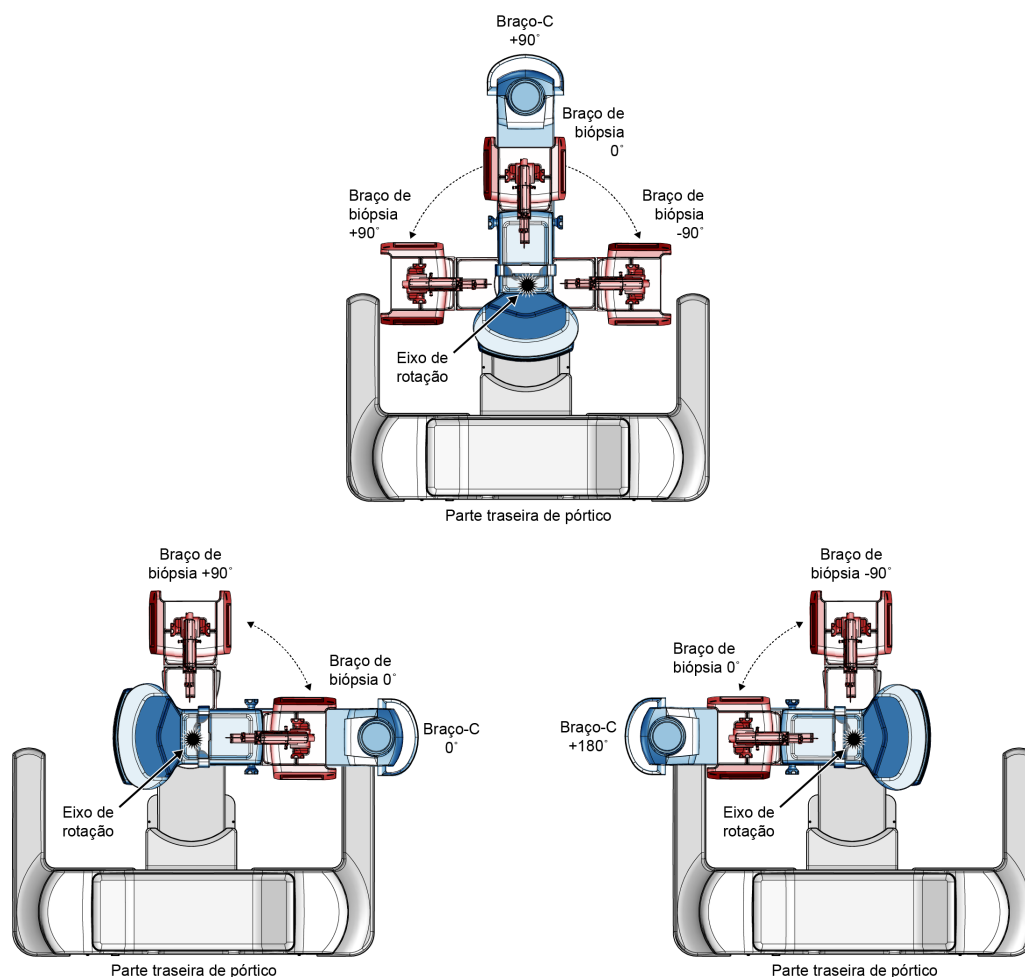 Braço-C
+90˚
Braço de
biópsia
0˚
Braço de
biópsia
+90˚
Braço de
biópsia
-90˚
Eixo de
rotação
Parte traseira de pórtico
Braço de
biópsia +90˚
Braço de
biópsia 0˚
Braço-C
0˚
Eixo de
rotação
Parte traseira de pórtico
Braço de
biópsia -90˚
Braço de
biópsia 0˚
Braço-C
+180˚
Eixo de
rotação
Parte traseira de pórtico